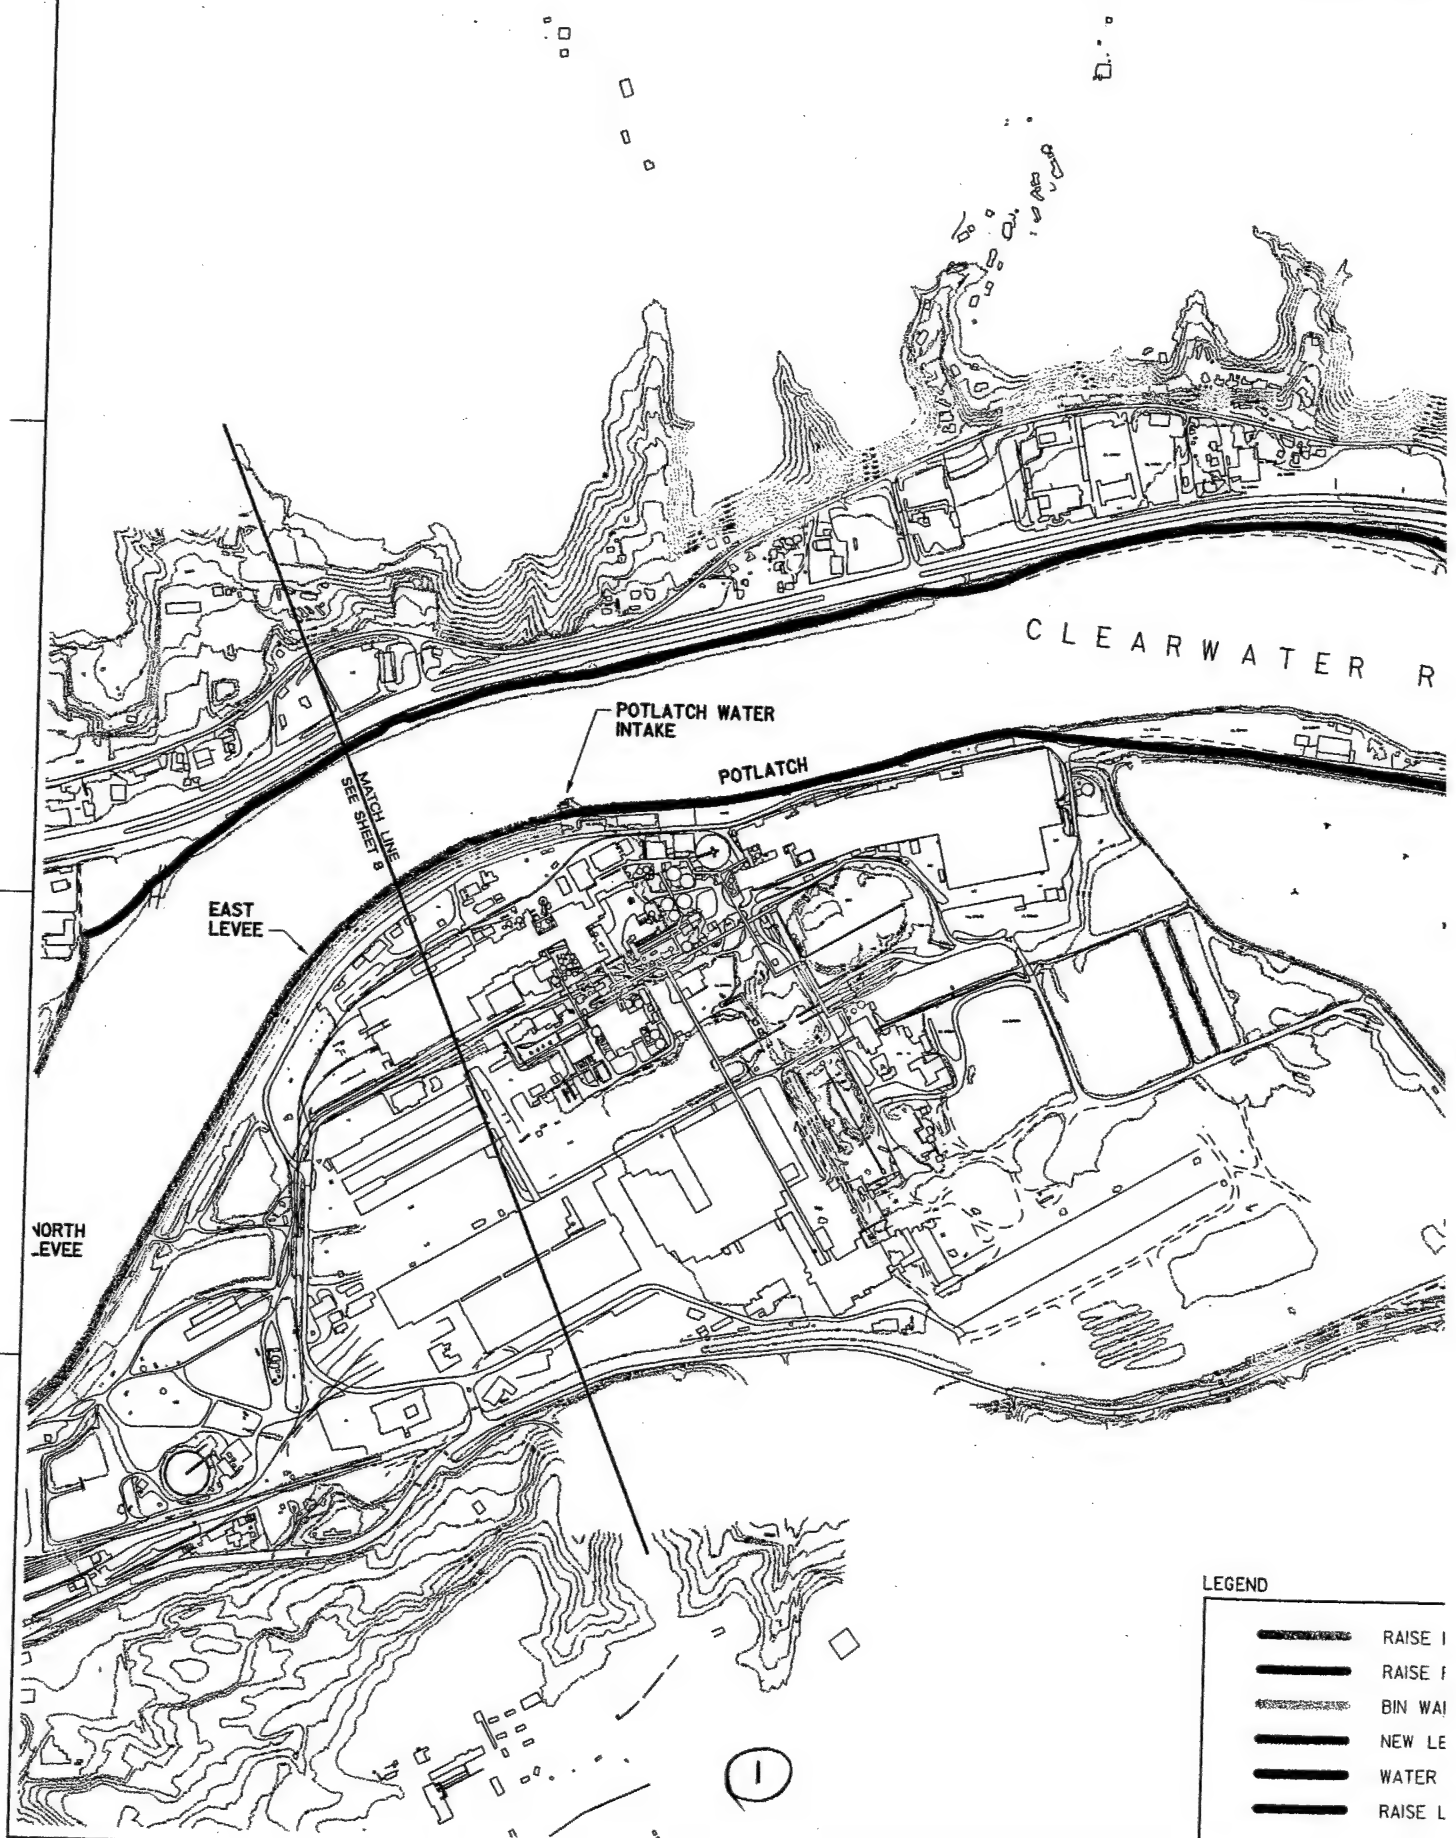 CLEARWATER R
POTLATCH WATER
INTAKE
POTLATCH
MATCH LINE
SEE SHEET 8
EAST
LEVEE
NORTH
LEVEE
LEGEND
RAISE
RAISE
BIN WAI
NEW LE
WATER
RAISE L
1